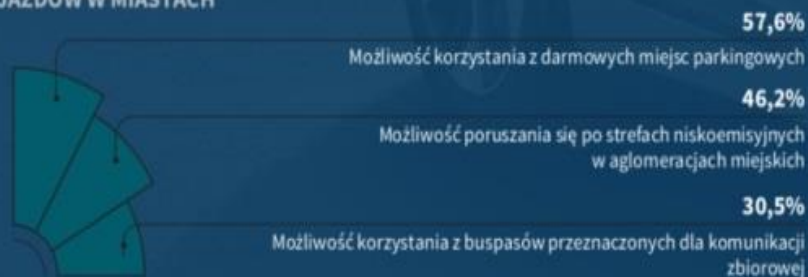 W MIASTACH
57,6%
Możliwość korzystania z darmowych miejsc parkingowych
46,2%
Możliwość poruszania się po strefach niskoemisyjnych
w aglomeracjach miejskich
30,5%
Możliwość korzystania z buspasów przeznaczonych dla komunikacji
zbiorowej